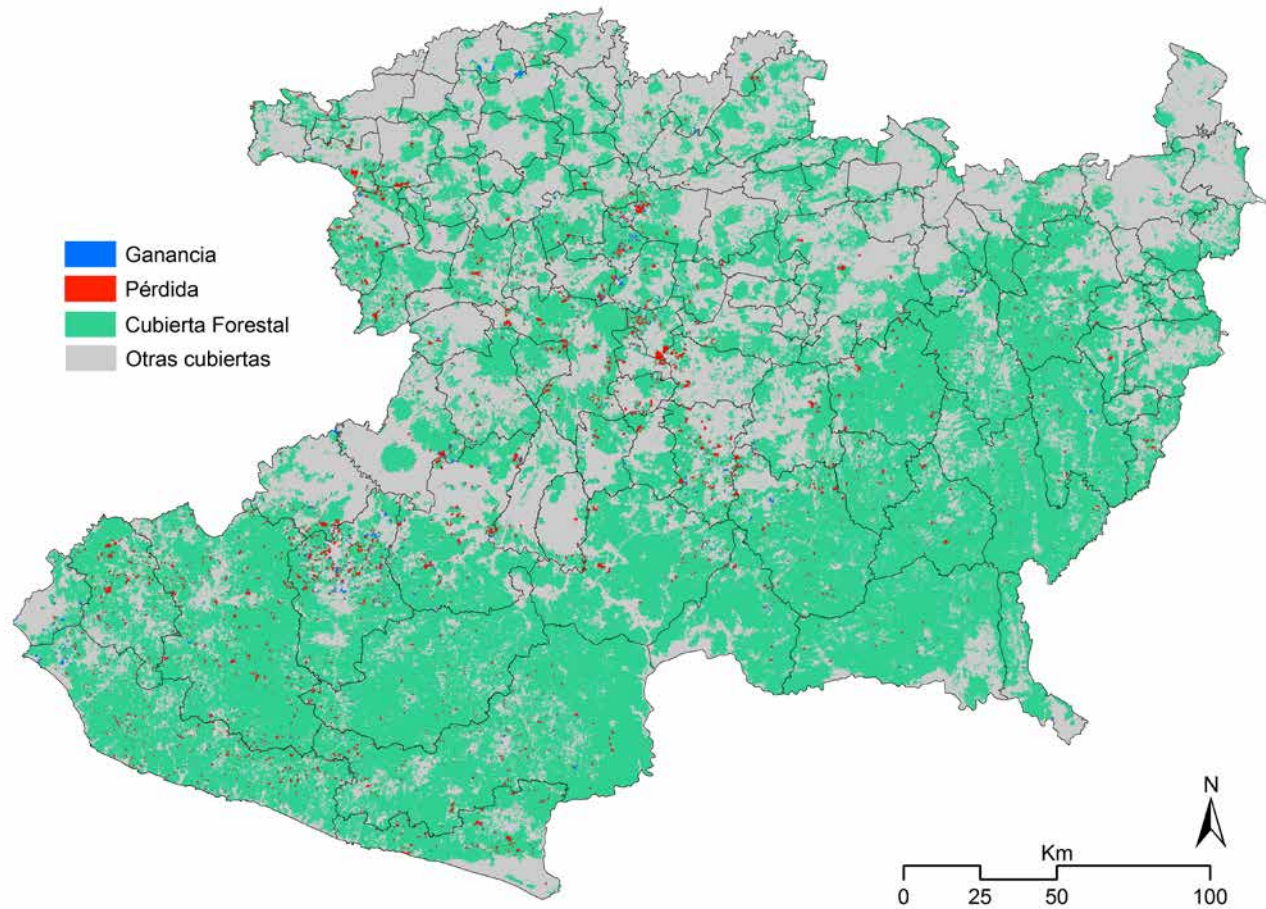 Ganancia
Pérdida
Cubierta Forestal
Otras cubiertas
N
Km
0 25 50 100